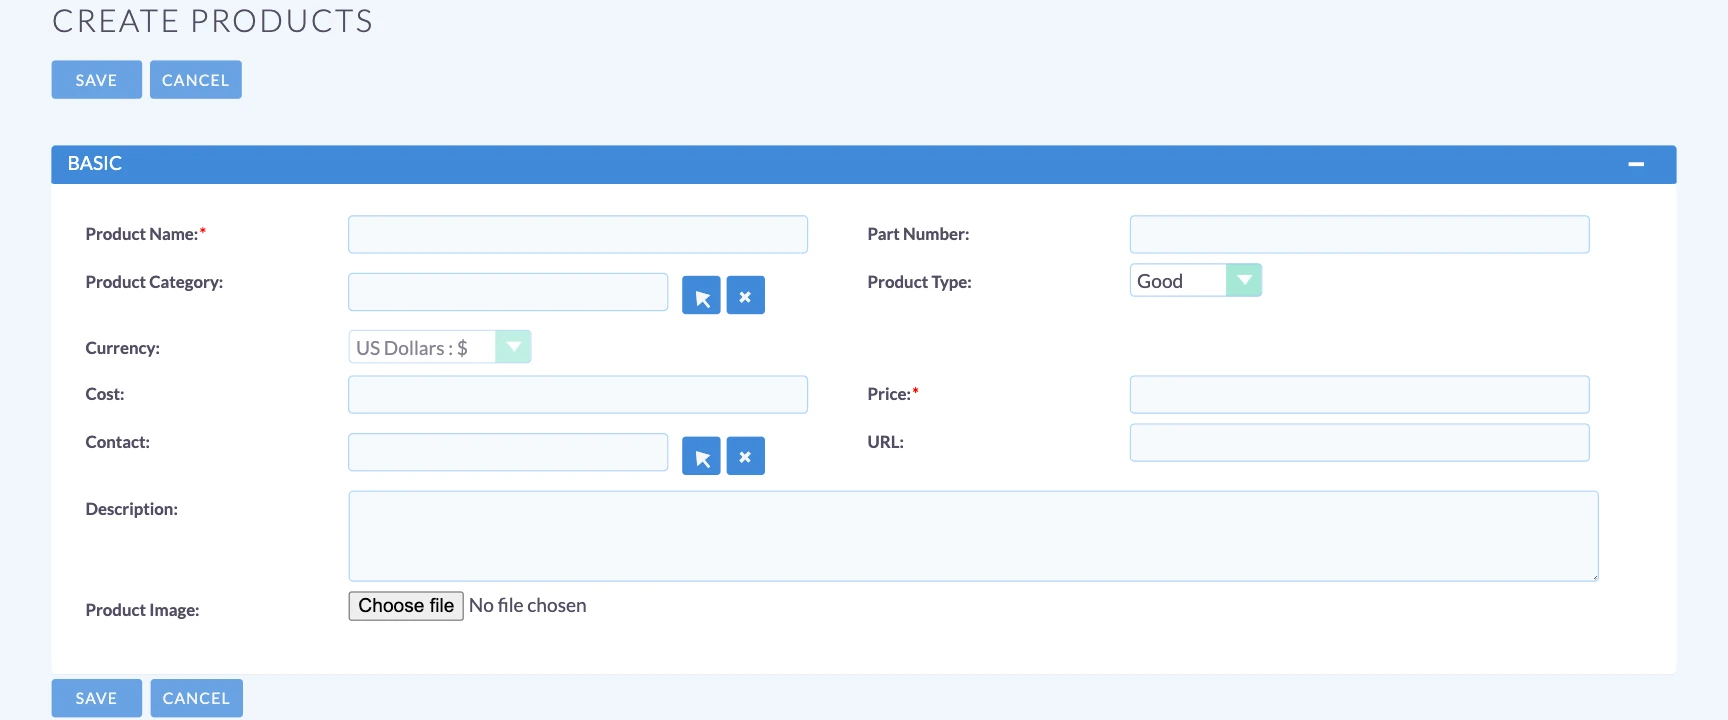 CREATE PRODUCTS
SAVE CANCEL
BASIC
Product Name:* Part Number:
Product Category: Product Type: Good
Currency: US Dollars : $
Cost: Price:*
Contact: URL:
Description:
Product Image: Choose file No file chosen
SAVE CANCEL